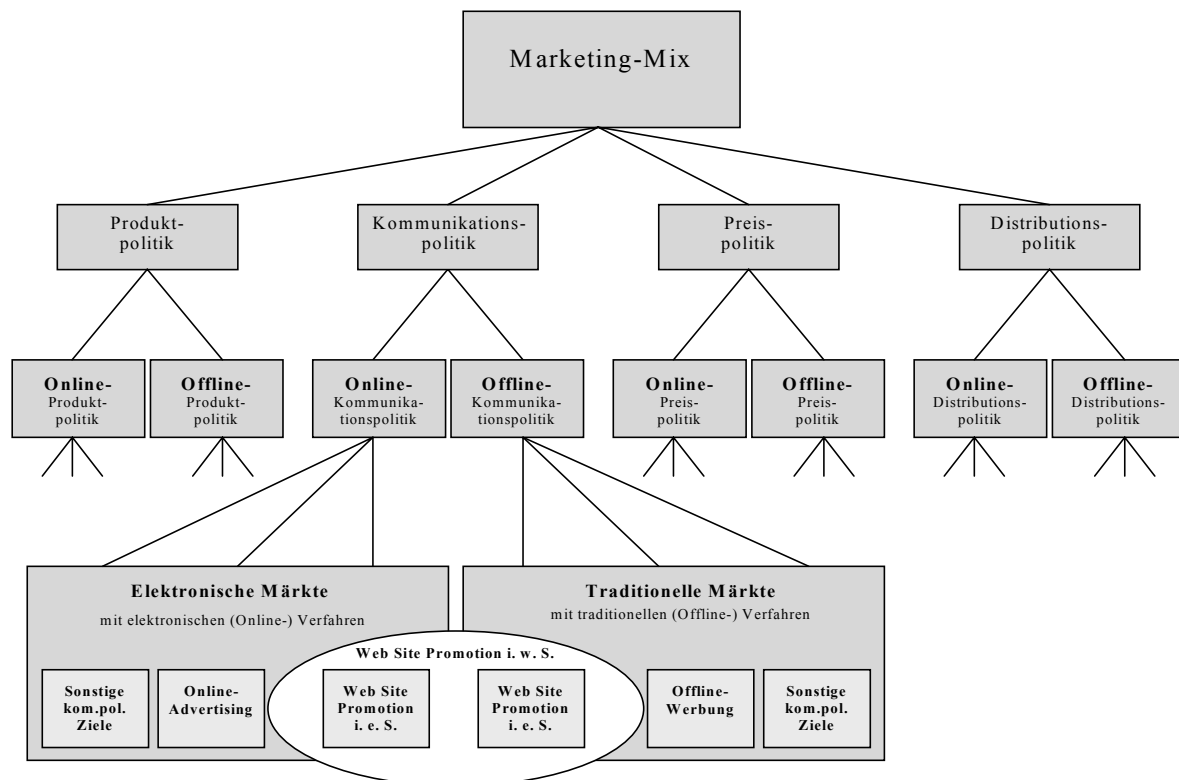 Marketing-Mix
Produkt-
politik
Kommunikations-
politik
Preis-
politik
Distributions-
politik
Online-
Produkt-
politik
Offline-
Produkt-
politik
Online-
Kommunika-
tionspolitik
Offline-
Kommunika-
tionspolitik
Online-
Preis-
politik
Offline-
Preis-
politik
Online-
Distributions-
politik
Offline-
Distributions-
politik
Elektronische Märkte
mit elektronischen (Online-) Verfahren
Traditionelle Märkte
mit traditionellen (Offline-) Verfahren
Web Site Promotion i. w. S.
Sonstige
kom.pol.
Ziele
Online-
Advertising
Web Site
Promotion
i. e. S.
Web Site
Promotion
i. e. S.
Offline-
Werbung
Sonstige
kom.pol.
Ziele